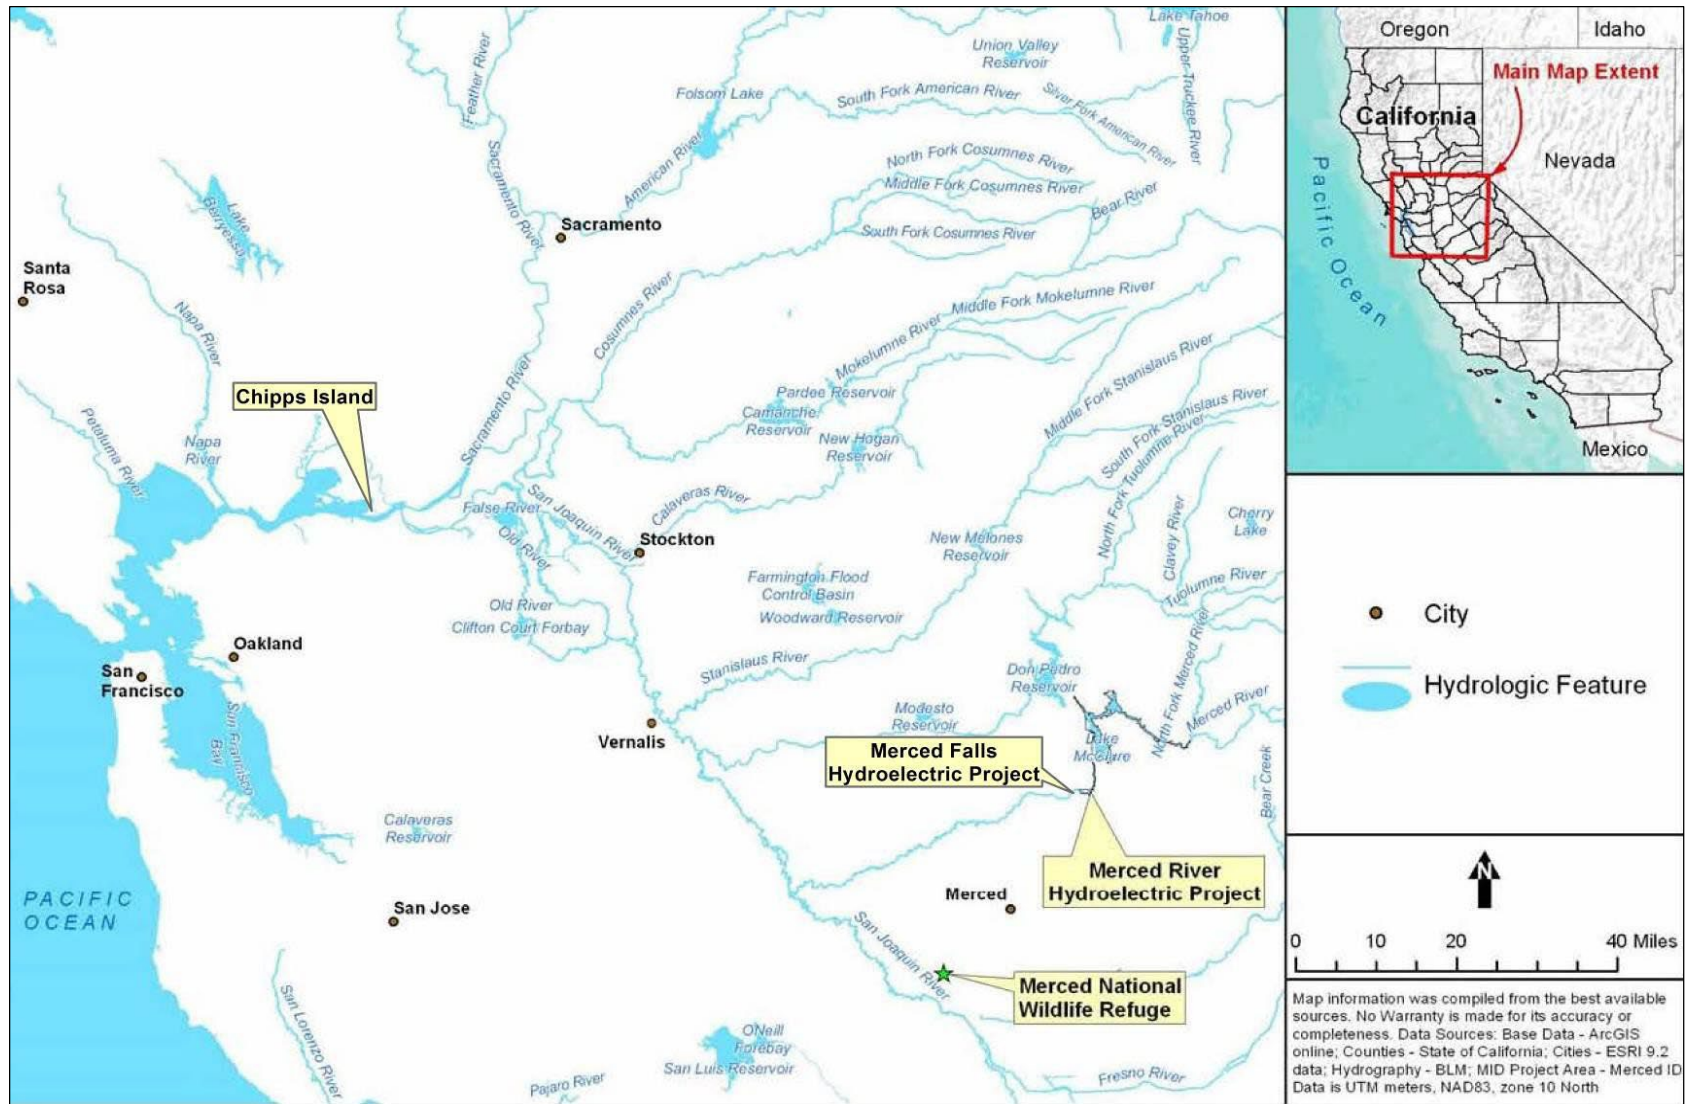 Lake Tahoe
Union Valley
Reservoir
Upper Truckee River
Feather River
Folsom Lake
South Fork American River
Silver Fork American River
Sacramento River
American River
North Fork Cosumnes River
Middle Fork Cosumnes River
Bear River
South Fork Cosumnes River
Lake
Berryessa
Sacramento
Santa
Rosa
Napa River
Cosumnes River
Middle Fork Mokelumne River
Mokelumne River
Middle Fork Stanislaus River
Chipps Island
Sacramento River
Pardee Reservoir
Camanche
Reservoir
New Hogan
Reservoir
South Fork Stanislaus River
North Fork Tuolumne River
Petaluma River
Napa
River
False River
San Joaquin River
Calaveras River
Old River
Stockton
New Melones
Reservoir
Clavey River
Cherry
Lake
Farmington Flood
Control Basin
Woodward Reservoir
Tuolumne River
Old River
Clifton Court Forbay
Oakland
San
Francisco
San Francisco
Bay
Stanislaus River
Don Pedro
Reservoir
North Fork Merced River
Merced River
Modesto
Reservoir
Vernalis
Lake
McClure
Merced Falls
Hydroelectric Project
Bear Creek
Calaveras
Reservoir
Merced River
Hydroelectric Project
PACIFIC
OCEAN
San Jose
Merced
San Joaquin River
Merced National
Wildlife Refuge
San Lorenzo River
O'Neill
Forebay
San Luis Reservoir
Pajaro River
Fresno River
Oregon
Idaho
Main Map Extent
California
Nevada
Pacific Ocean
Mexico
City
Hydrologic Feature
N
0 10 20 40 Miles
Map information was compiled from the best available
sources. No Warranty is made for its accuracy or
completeness. Data Sources: Base Data - ArcGIS
online; Counties - State of California; Cities - ESRI 9.2
data; Hydrography - BLM; MID Project Area - Merced ID
Data is UTM meters, NAD83, zone 10 North